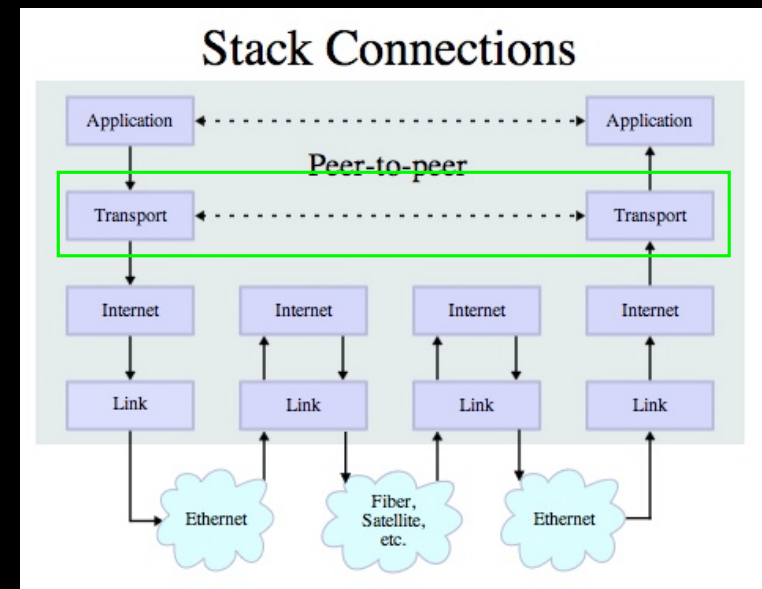 Stack Connections
Application
Application
Peer-to-peer
Transport
Transport
Internet
Internet
Internet
Internet
Link
Link
Link
Link
Ethernet
Fiber,
Satellite,
etc.
Ethernet